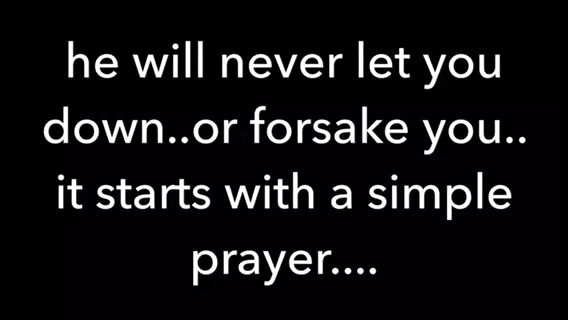 he will never let you
down..or forsake you..
it starts with a simple
prayer....